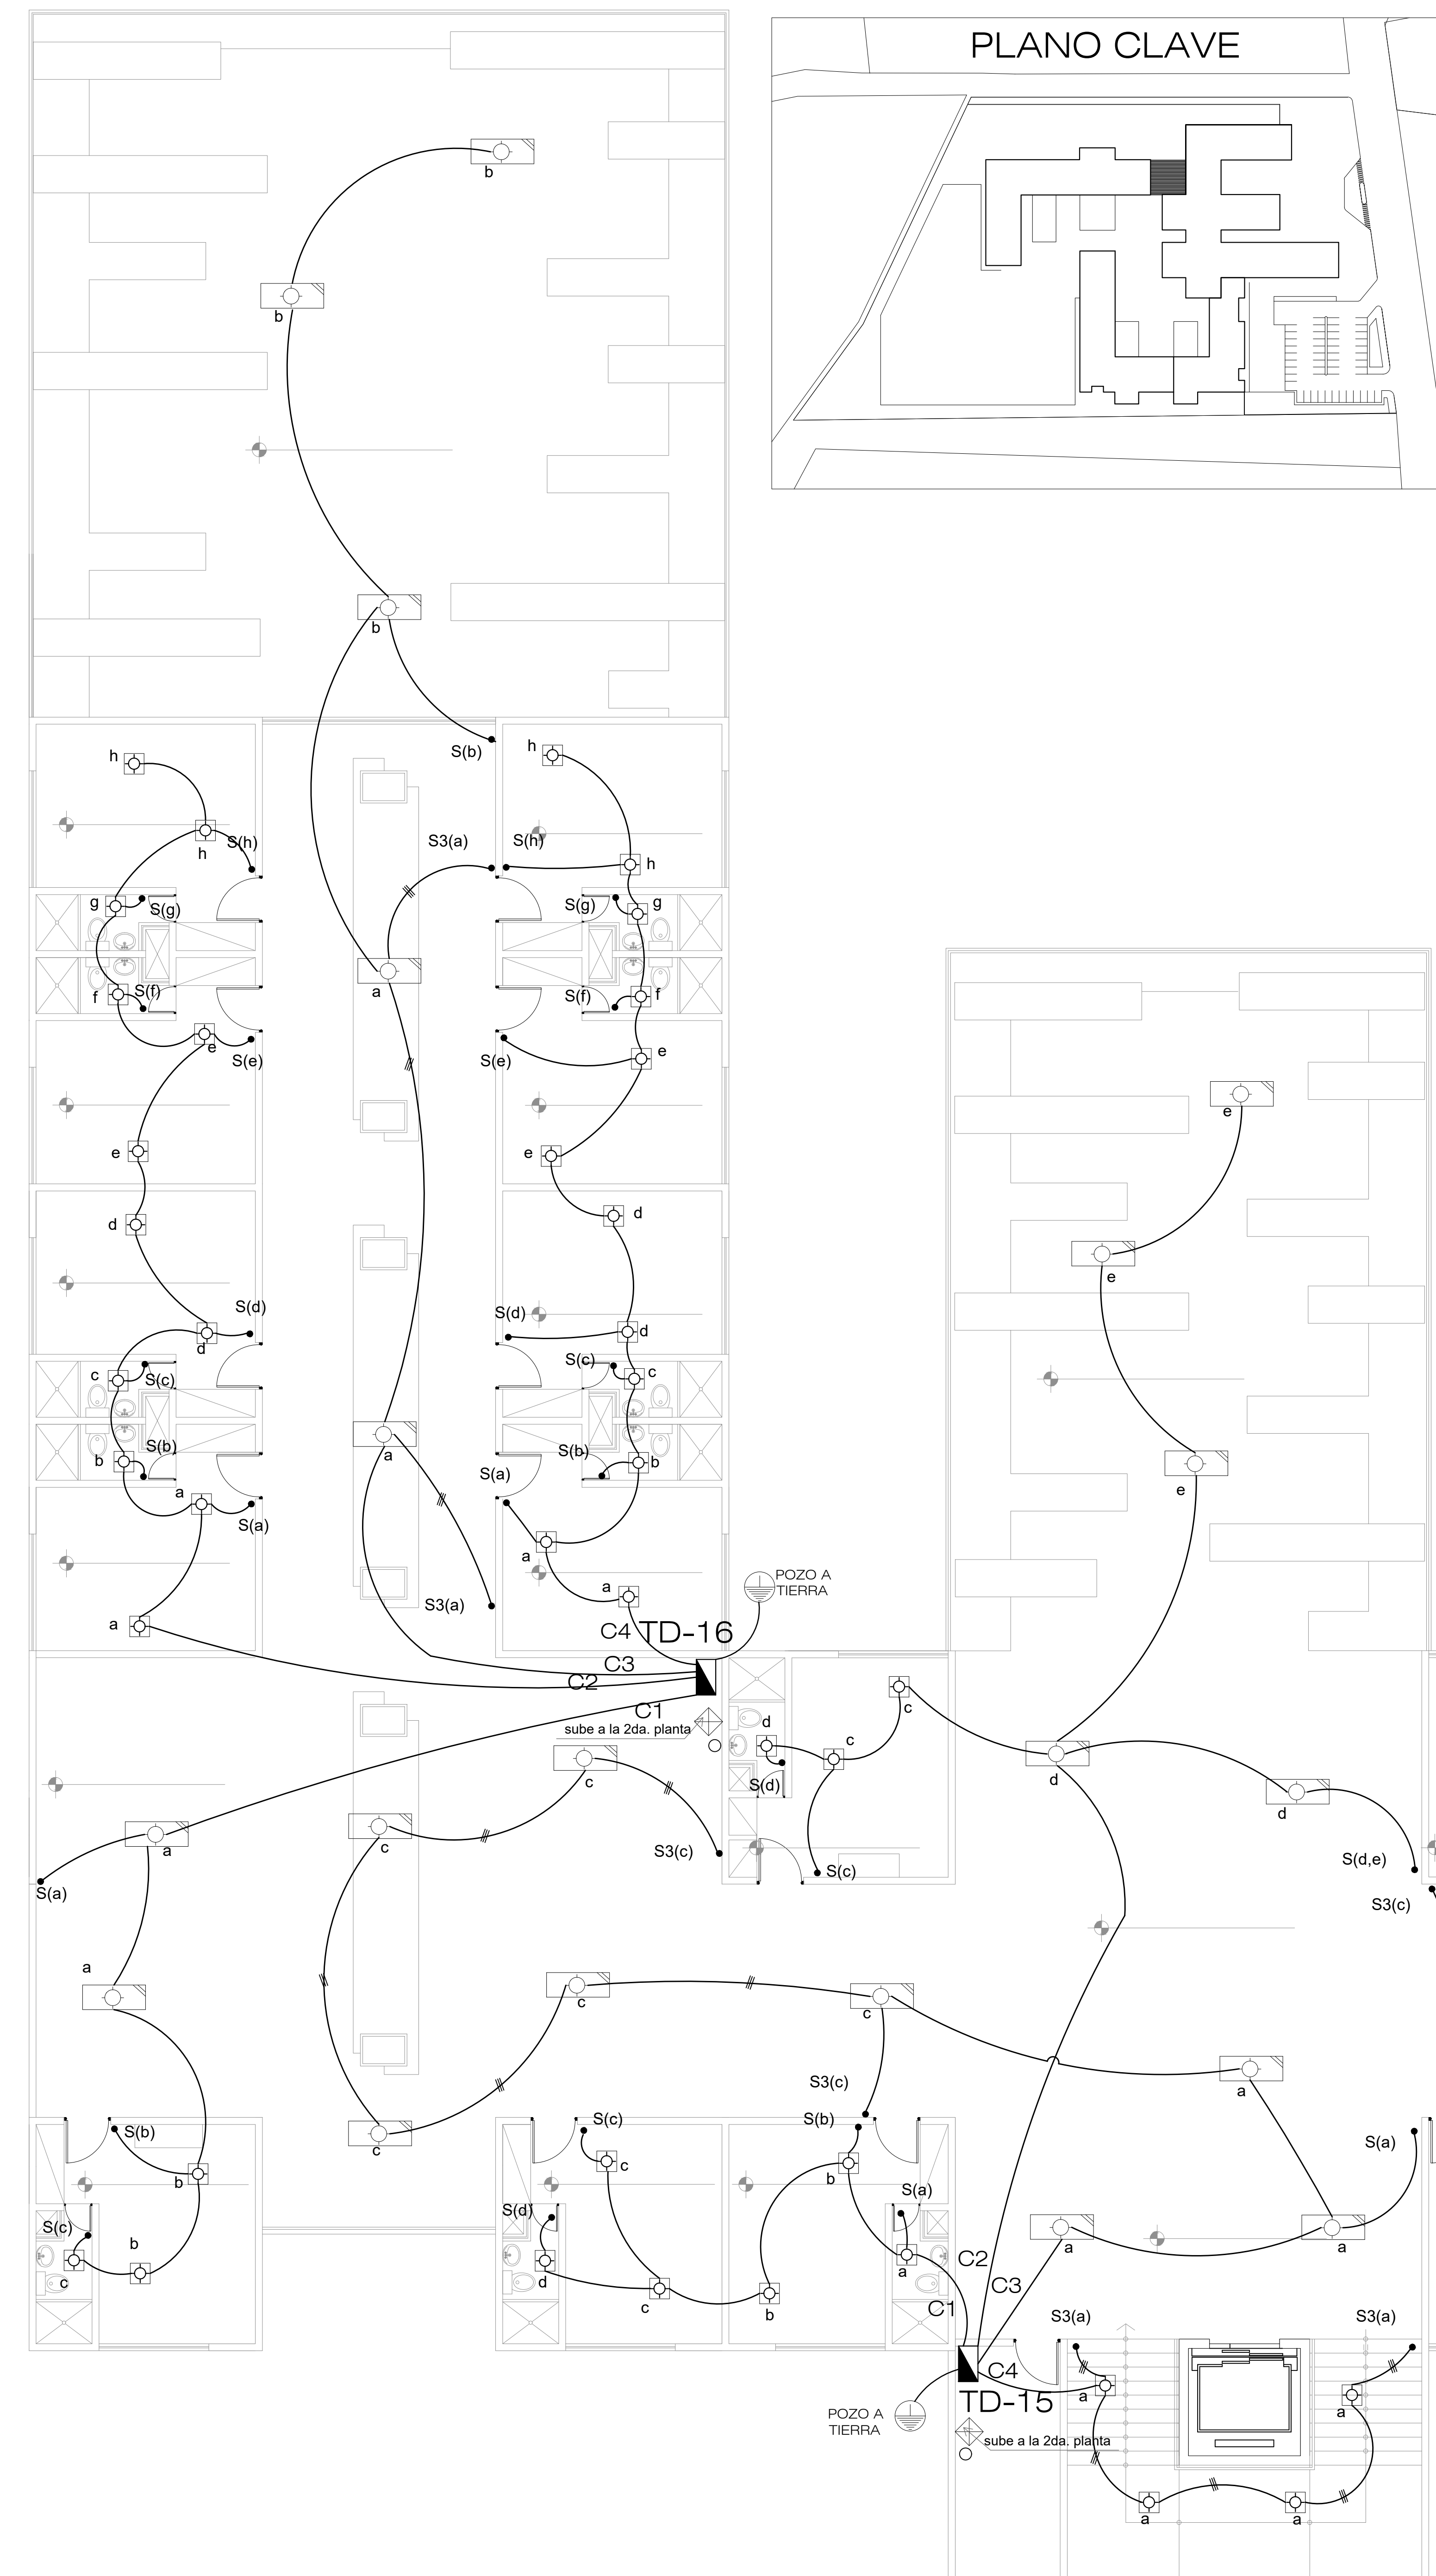 PLANO CLAVE
b
b
b
S(b)
h
h
S3(a)
S(h)
S(h)
h
h
g
S(g)
S(g)
g
a
f
S(f)
S(f)
f
e
S(e)
S(e)
e
e
e
e
d
d
e
S(d)
S(d)
d
d
c
S(c)
S(c)
c
a
b
S(b)
S(b)
b
S(a)
e
a
S(a)
a
a
POZO A
TIERRA
S3(a)
a
C4
TD-16
C3
C2
C1
sube a la 2da. planta
c
d
c
d
c
S(d)
d
a
c
S3(c)
S(d,e)
S(c)
S(a)
S3(c)
a
c
c
S3(c)
a
S(c)
S(b)
S(b)
c
S(a)
c
b
b
S(a)
S(d)
S(c)
b
a
a
c
d
a
C2
c
b
C3
C1
S3(a)
S3(a)
C4
a
TD-15
a
POZO A
TIERRA
sube a la 2da. planta
a
a